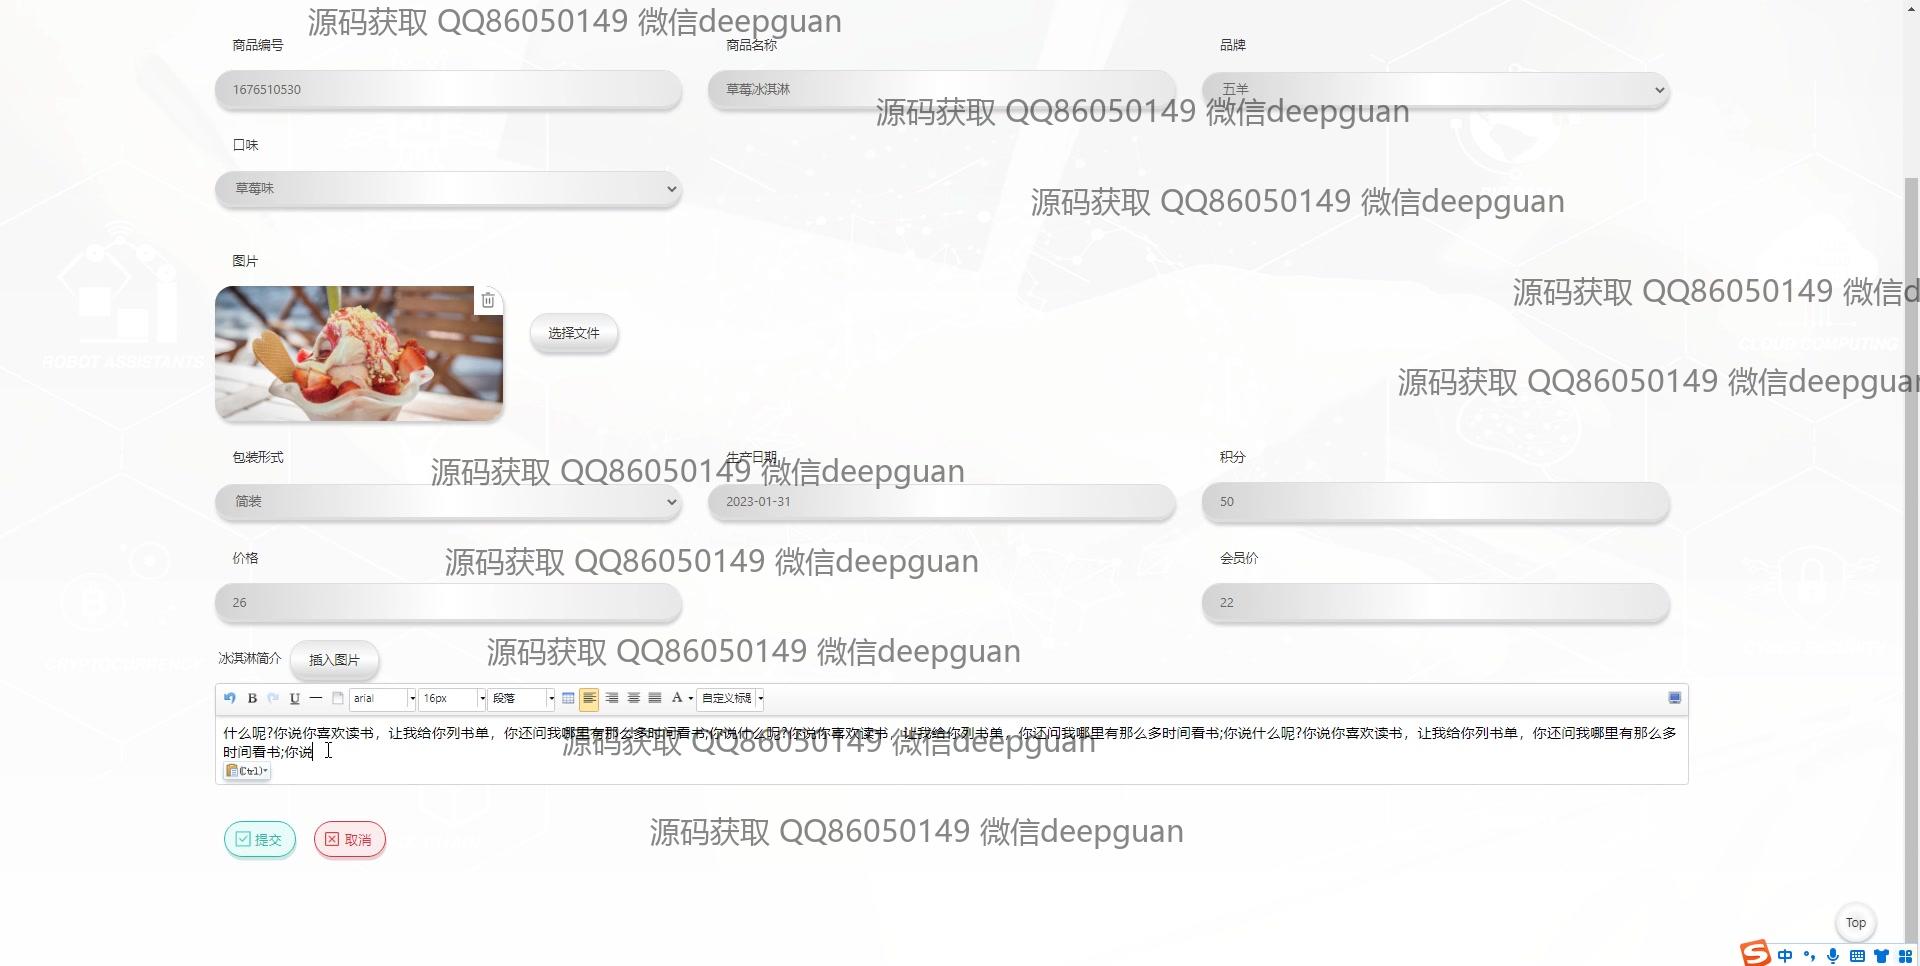 源码获取 QQ86050149 微信deepguan
商品编号
商品名称
品牌
1676510530
草莓冰淇淋
五羊
源码获取 QQ86050149 微信deepguan
口味
草莓味
源码获取 QQ86050149 微信deepguan
图片
源码获取 QQ86050149 微信d
选择文件
ROBOT ASSISTANTS
CLOUD COMPUTING
源码获取 QQ86050149 微信deepguan
包装形式
生产日期
积分
源码获取 QQ86050149 微信deepguan
简装
2023-01-31
50
价格
会员价
源码获取 QQ86050149 微信deepguan
26
22
冰淇淋简介
插入图片
源码获取 QQ86050149 微信deepguan
CRYPTOCURRENCY
CYBER SECURITY
B
U
arial
16px
段落
A
自定义标题
什么呢?你说你喜欢读书，让我给你列书单，你还问我哪里有那么多时间看书;你说什么呢?你说你喜欢读书，让我给你列书单，你还问我哪里有那么多时间看书;你说什么呢?你说你喜欢读书，让我给你列书单，你还问我哪里有那么多
时间看书;你说
源码获取 QQ86050149 微信deepguan
(Ctrl)
提交
取消
源码获取 QQ86050149 微信deepguan
Top
中